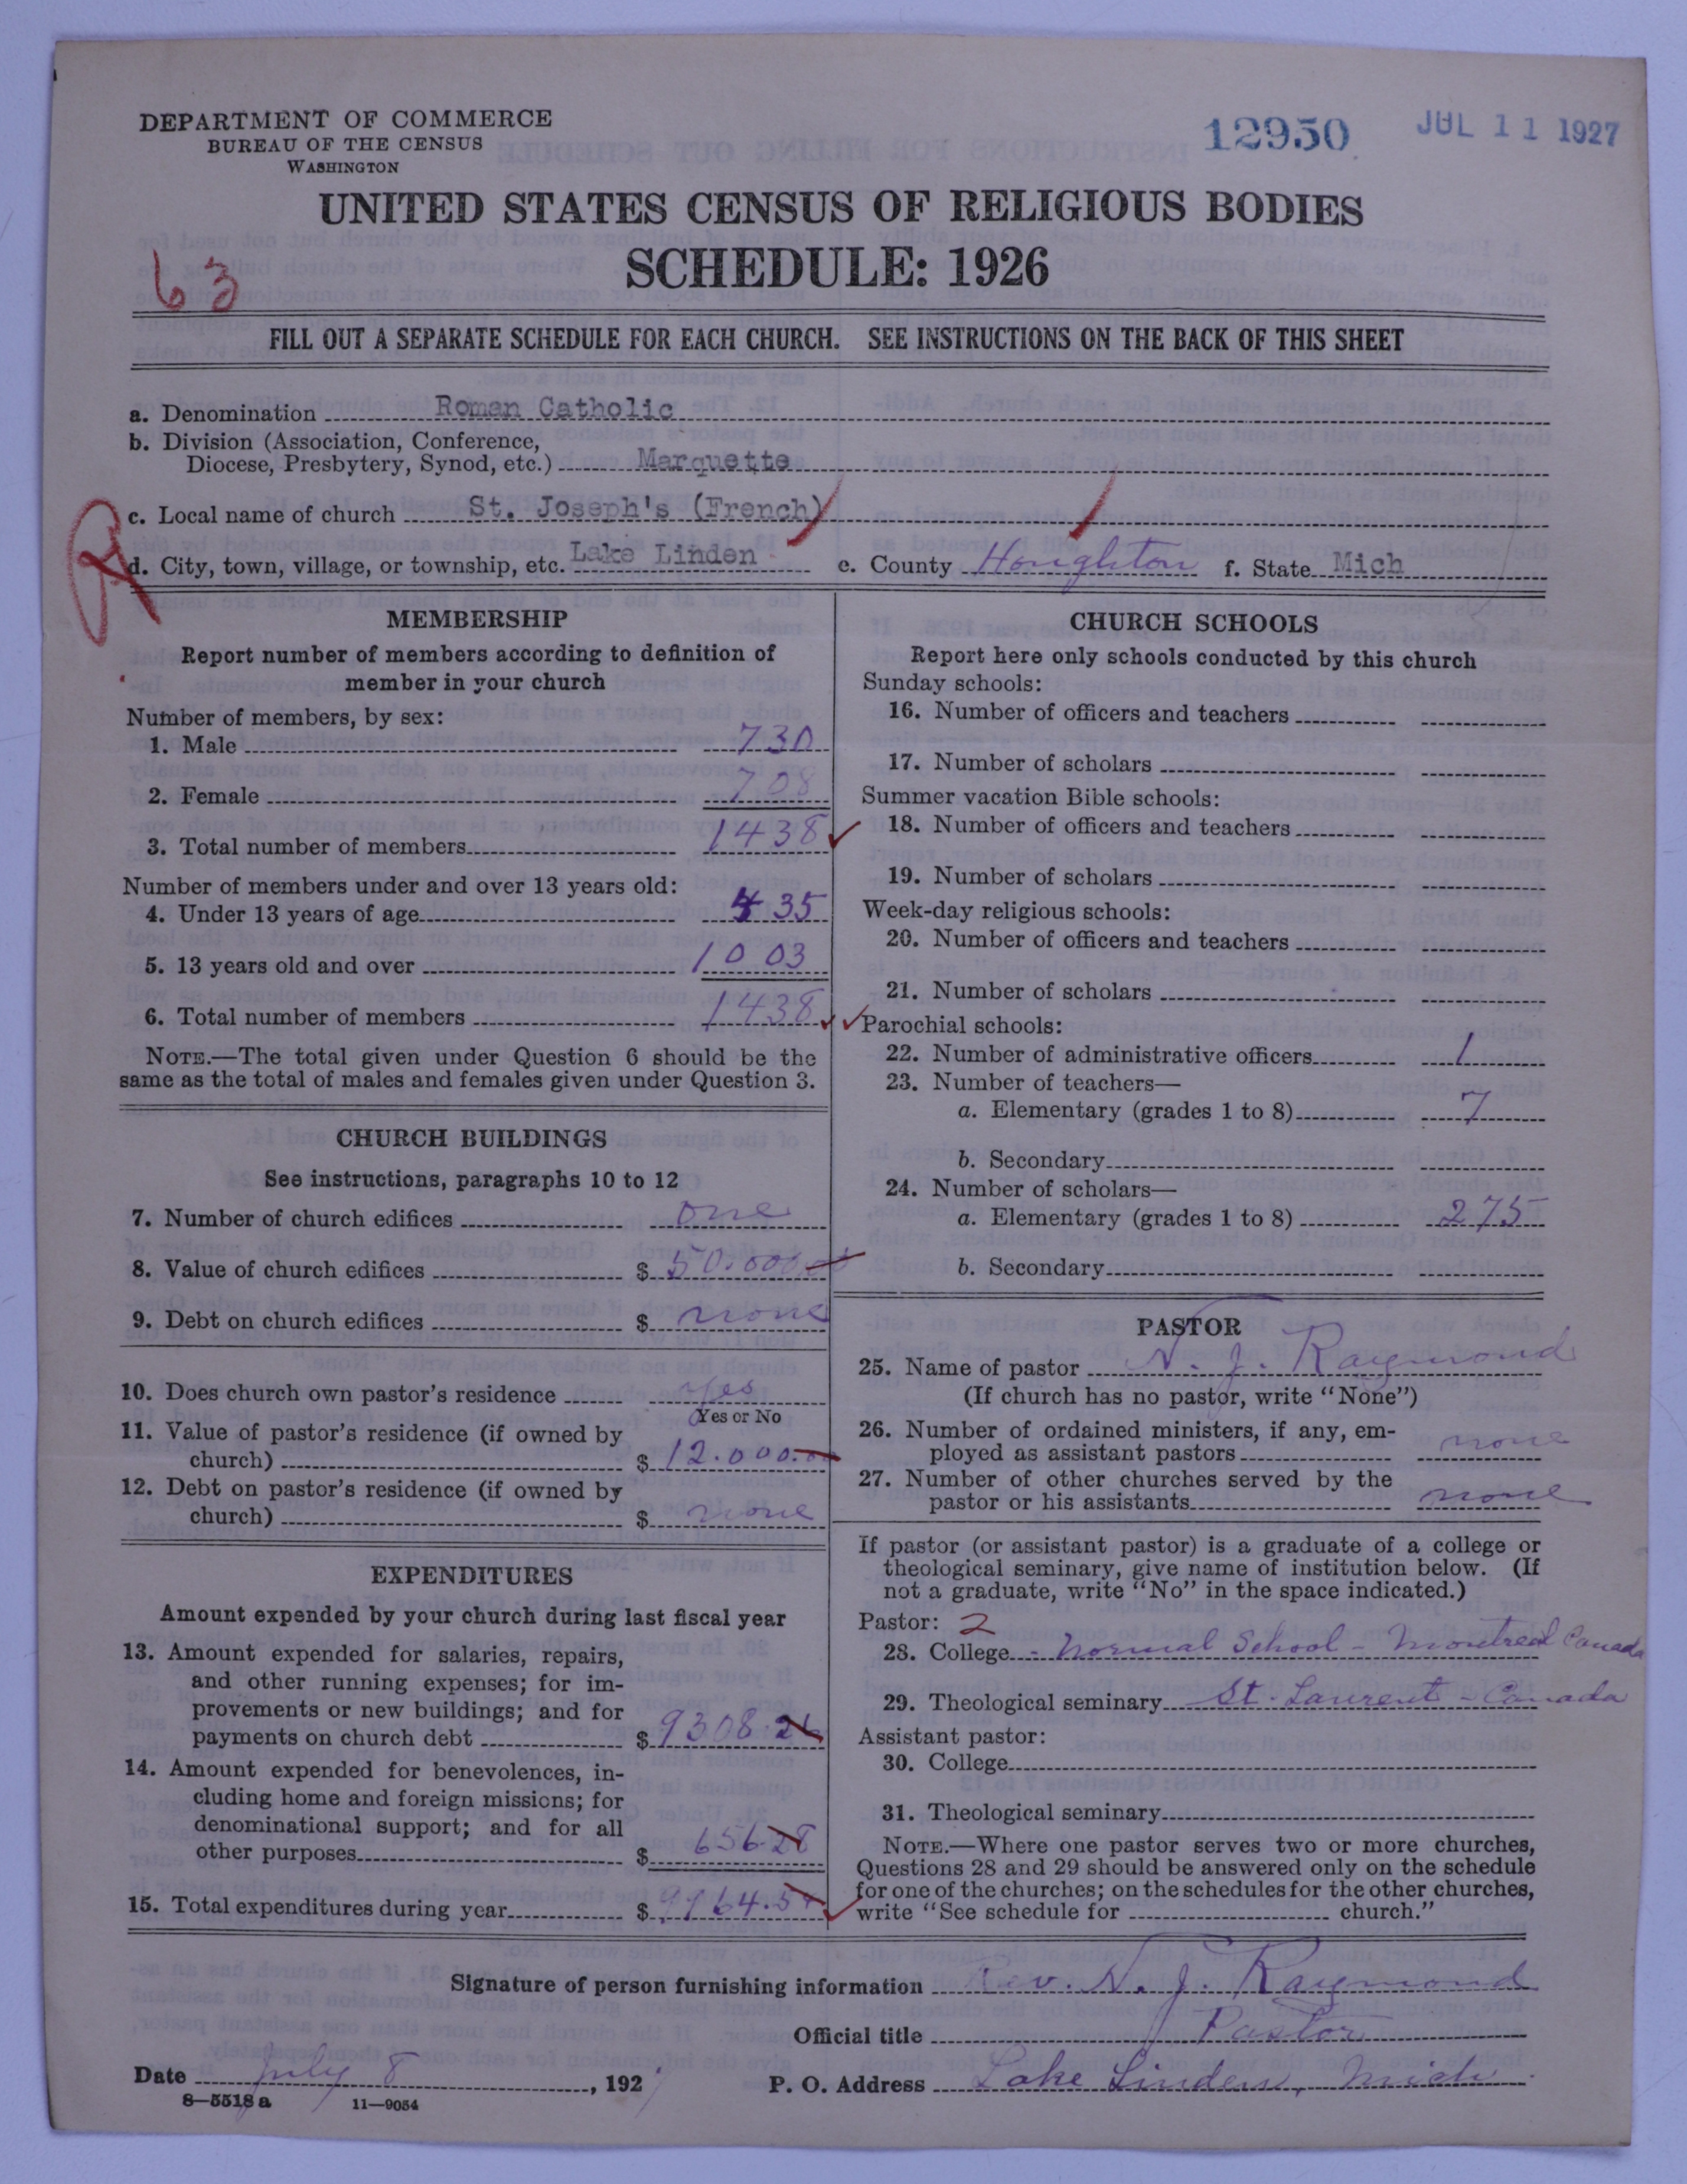 DEPARTMENT OF COMMERCE
BUREAU OF THE CENSUS
WASHINGTON
12950
JUL 11 1927
UNITED STATES CENSUS OF RELIGIOUS BODIES
SCHEDULE: 1926
63
FILL OUT A SEPARATE SCHEDULE FOR EACH CHURCH. SEE INSTRUCTIONS ON THE BACK OF THIS SHEET
a. Denomination Roman Catholic
b. Division (Association, Conference,
Diocese, Presbytery, Synod, etc.) Marquette
c. Local name of church St. Joseph's (French)
d. City, town, village, or township, etc. Lake Linden e. County Houghton f. State Mich
MEMBERSHIP
Report number of members according to definition of
member in your church
Number of members, by sex:
1. Male 730
2. Female 708
3. Total number of members 1438
Number of members under and over 13 years old:
4. Under 13 years of age 435
5. 13 years old and over 1003
6. Total number of members 1438
NOTE.—The total given under Question 6 should be the
same as the total of males and females given under Question 3.
CHURCH BUILDINGS
See instructions, paragraphs 10 to 12
7. Number of church edifices one
8. Value of church edifices $ 50.000.00
9. Debt on church edifices $ none
10. Does church own pastor's residence yes
Yes or No
11. Value of pastor's residence (if owned by
church) $ 12.000.00
12. Debt on pastor's residence (if owned by
church) $ none
EXPENDITURES
Amount expended by your church during last fiscal year
13. Amount expended for salaries, repairs,
and other running expenses; for im-
provements or new buildings; and for
payments on church debt $ 9308.26
14. Amount expended for benevolences, in-
cluding home and foreign missions; for
denominational support; and for all
other purposes $ 656.28
15. Total expenditures during year $ 9964.54
CHURCH SCHOOLS
Report here only schools conducted by this church
Sunday schools:
16. Number of officers and teachers
17. Number of scholars
Summer vacation Bible schools:
18. Number of officers and teachers
19. Number of scholars
Week-day religious schools:
20. Number of officers and teachers
21. Number of scholars
Parochial schools:
22. Number of administrative officers 1
23. Number of teachers—
a. Elementary (grades 1 to 8) 7
b. Secondary
24. Number of scholars—
a. Elementary (grades 1 to 8) 275
b. Secondary
PASTOR
25. Name of pastor N. J. Raymond
(If church has no pastor, write "None")
26. Number of ordained ministers, if any, em-
ployed as assistant pastors none
27. Number of other churches served by the
pastor or his assistants none
If pastor (or assistant pastor) is a graduate of a college or
theological seminary, give name of institution below. (If
not a graduate, write "No" in the space indicated.)
Pastor: 2
28. College - Normal School - Montreal Canada
29. Theological seminary St. Laurent - Canada
Assistant pastor:
30. College
31. Theological seminary
NOTE.—Where one pastor serves two or more churches,
Questions 28 and 29 should be answered only on the schedule
for one of the churches; on the schedules for the other churches,
write "See schedule for church."
Signature of person furnishing information Rev. N. J. Raymond
Official title Pastor
Date July 8, 1927 P. O. Address Lake Linden, Mich
8—5518 a 11—9054